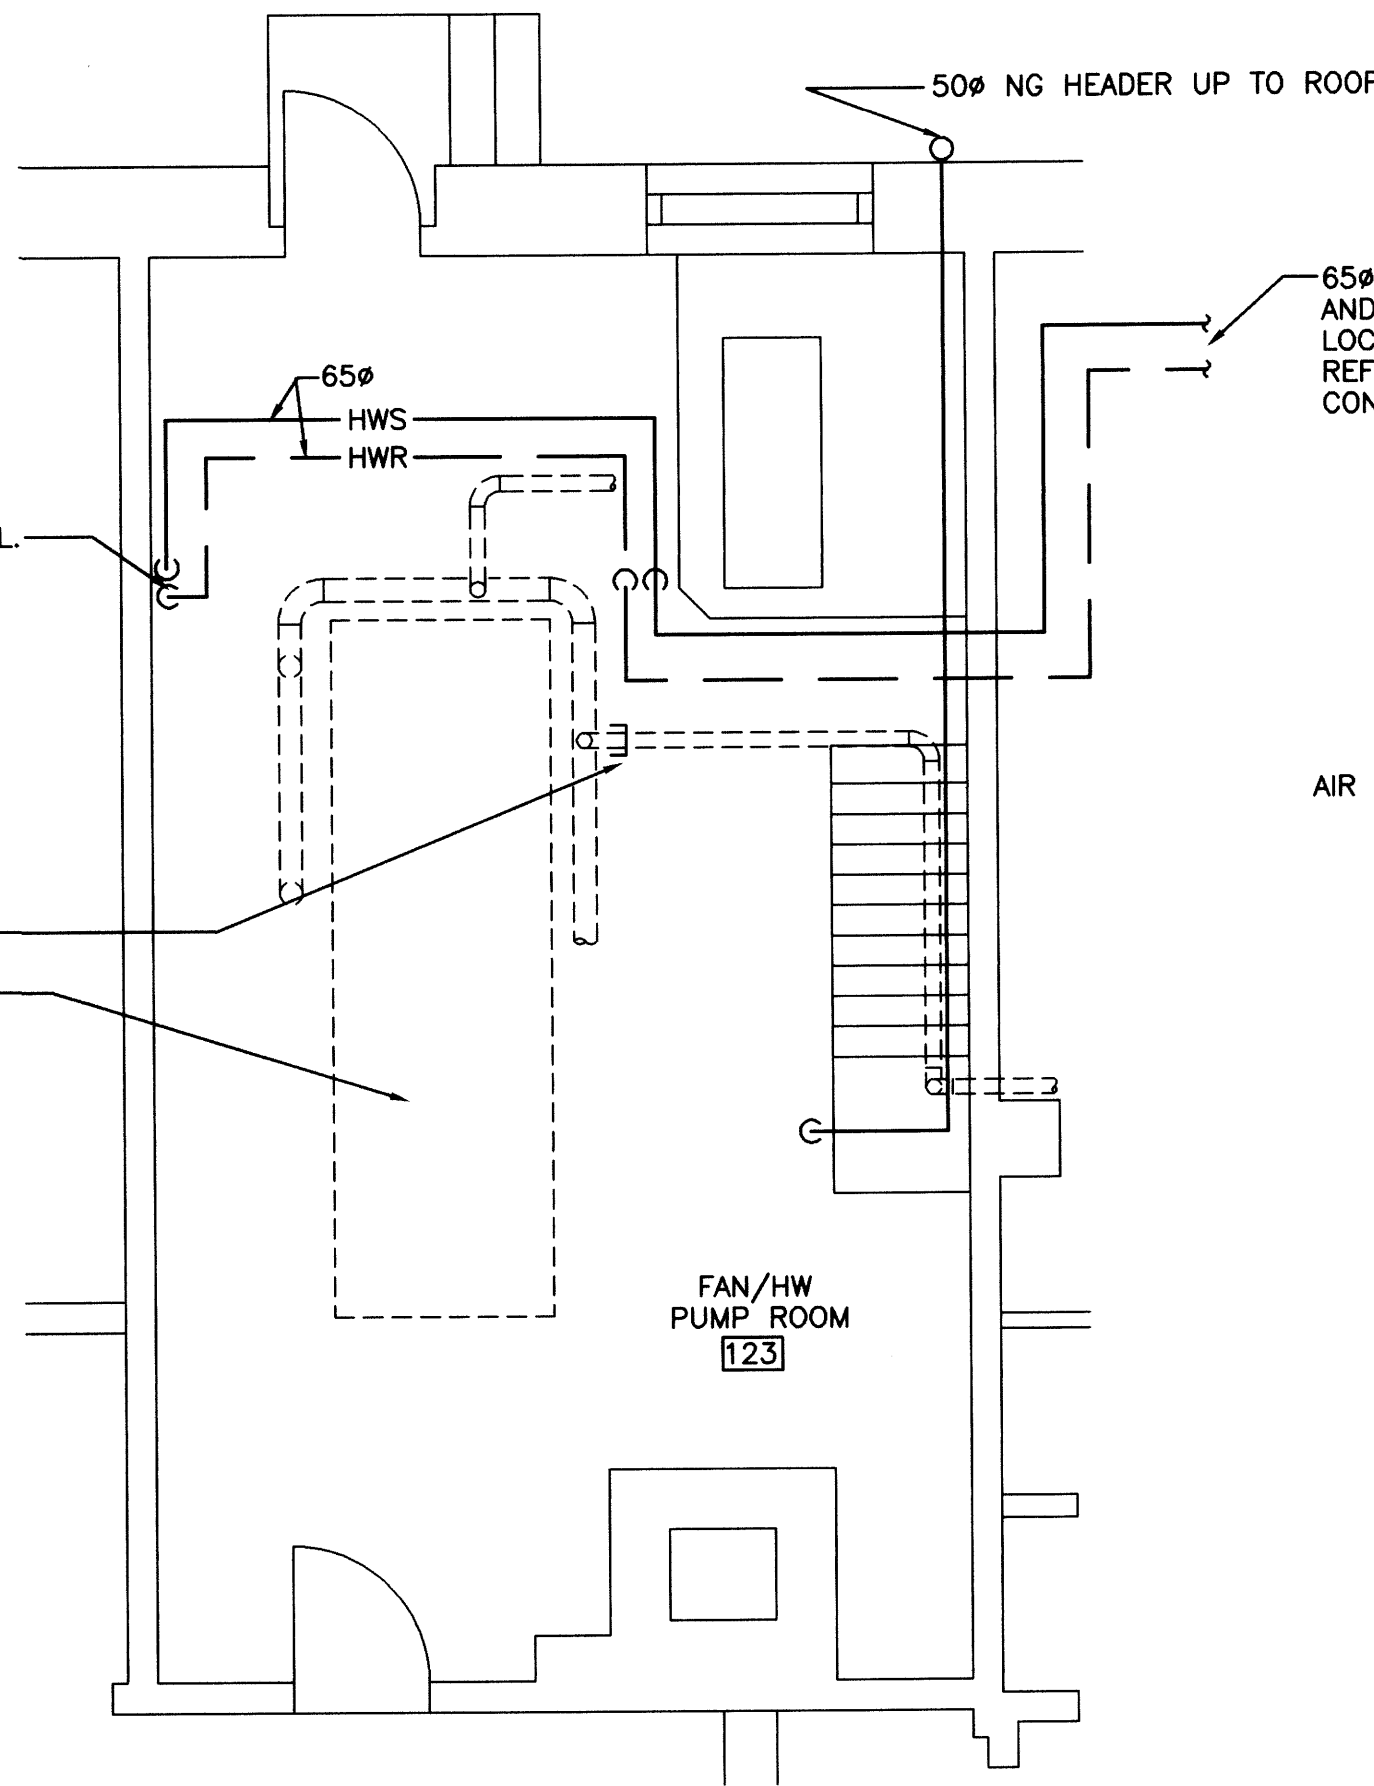 50ø NG HEADER UP TO ROOF
65ø
AND
LOC
REF
CON
65ø
HWS
HWR
L.
AIR
FAN/HW
PUMP ROOM
123